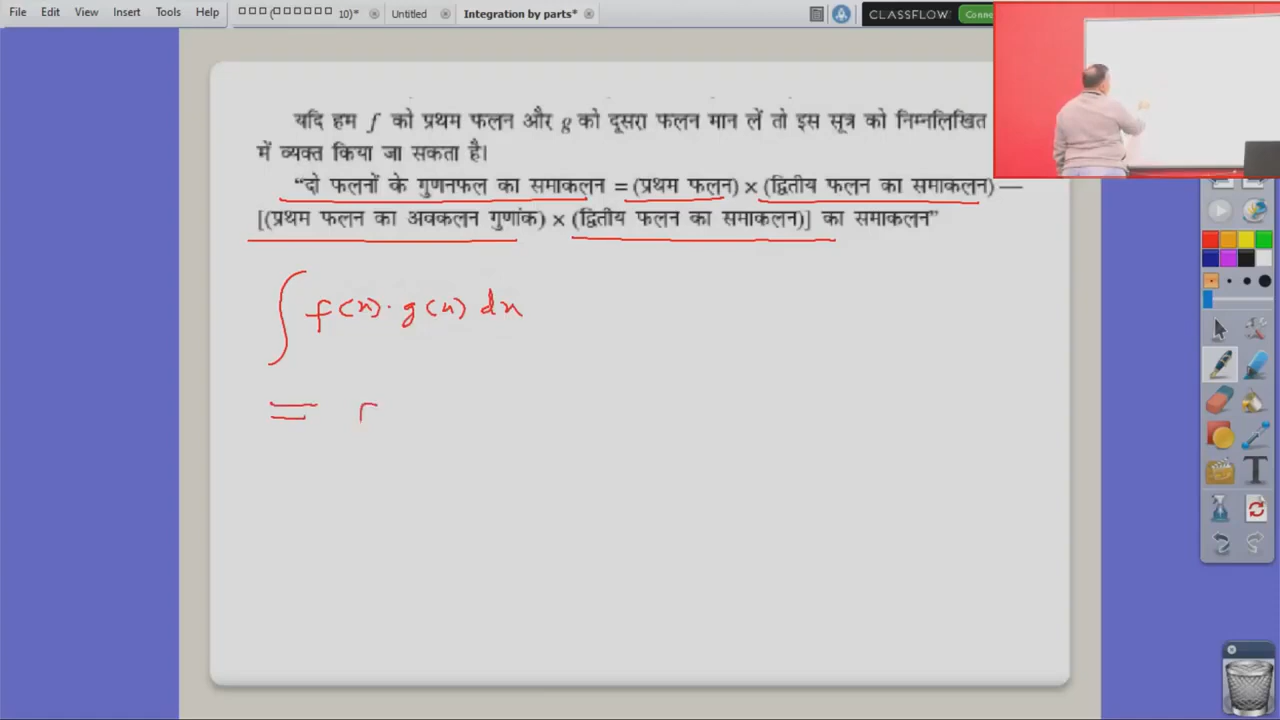 File Edit View Insert Tools Help
10)* Untitled Integration by parts* CLASSFLOW Conne
यदि हम f को प्रथम फलन और g को दूसरा फलन मान लें तो इस सूत्र को निम्नलिखित
में व्यक्त किया जा सकता है।
“दो फलनों के गुणनफल का समाकलन = (प्रथम फलन) × (द्वितीय फलन का समाकलन) —
[(प्रथम फलन का अवकलन गुणांक) × (द्वितीय फलन का समाकलन)] का समाकलन”
∫ f(x) · g(x) dx
=